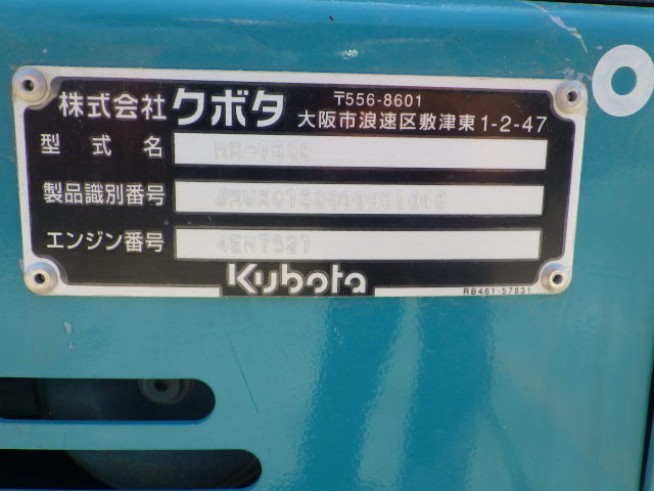 株式会社クボタ 〒556-8601
大阪市浪速区敷津東1-2-47
型式名
製品識別番号
エンジン番号 4EN7521
Kubota
RB461-57831